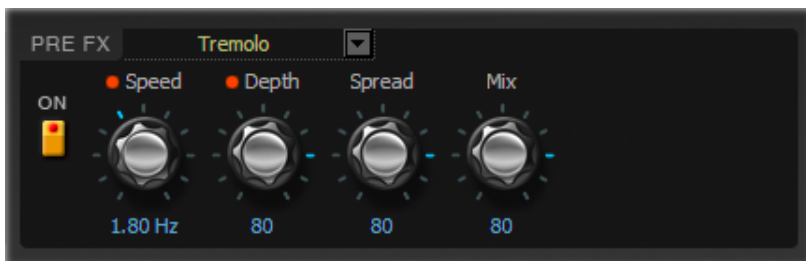 PRE FX Tremolo
Speed Depth Spread Mix
ON
1.80 Hz 80 80 80